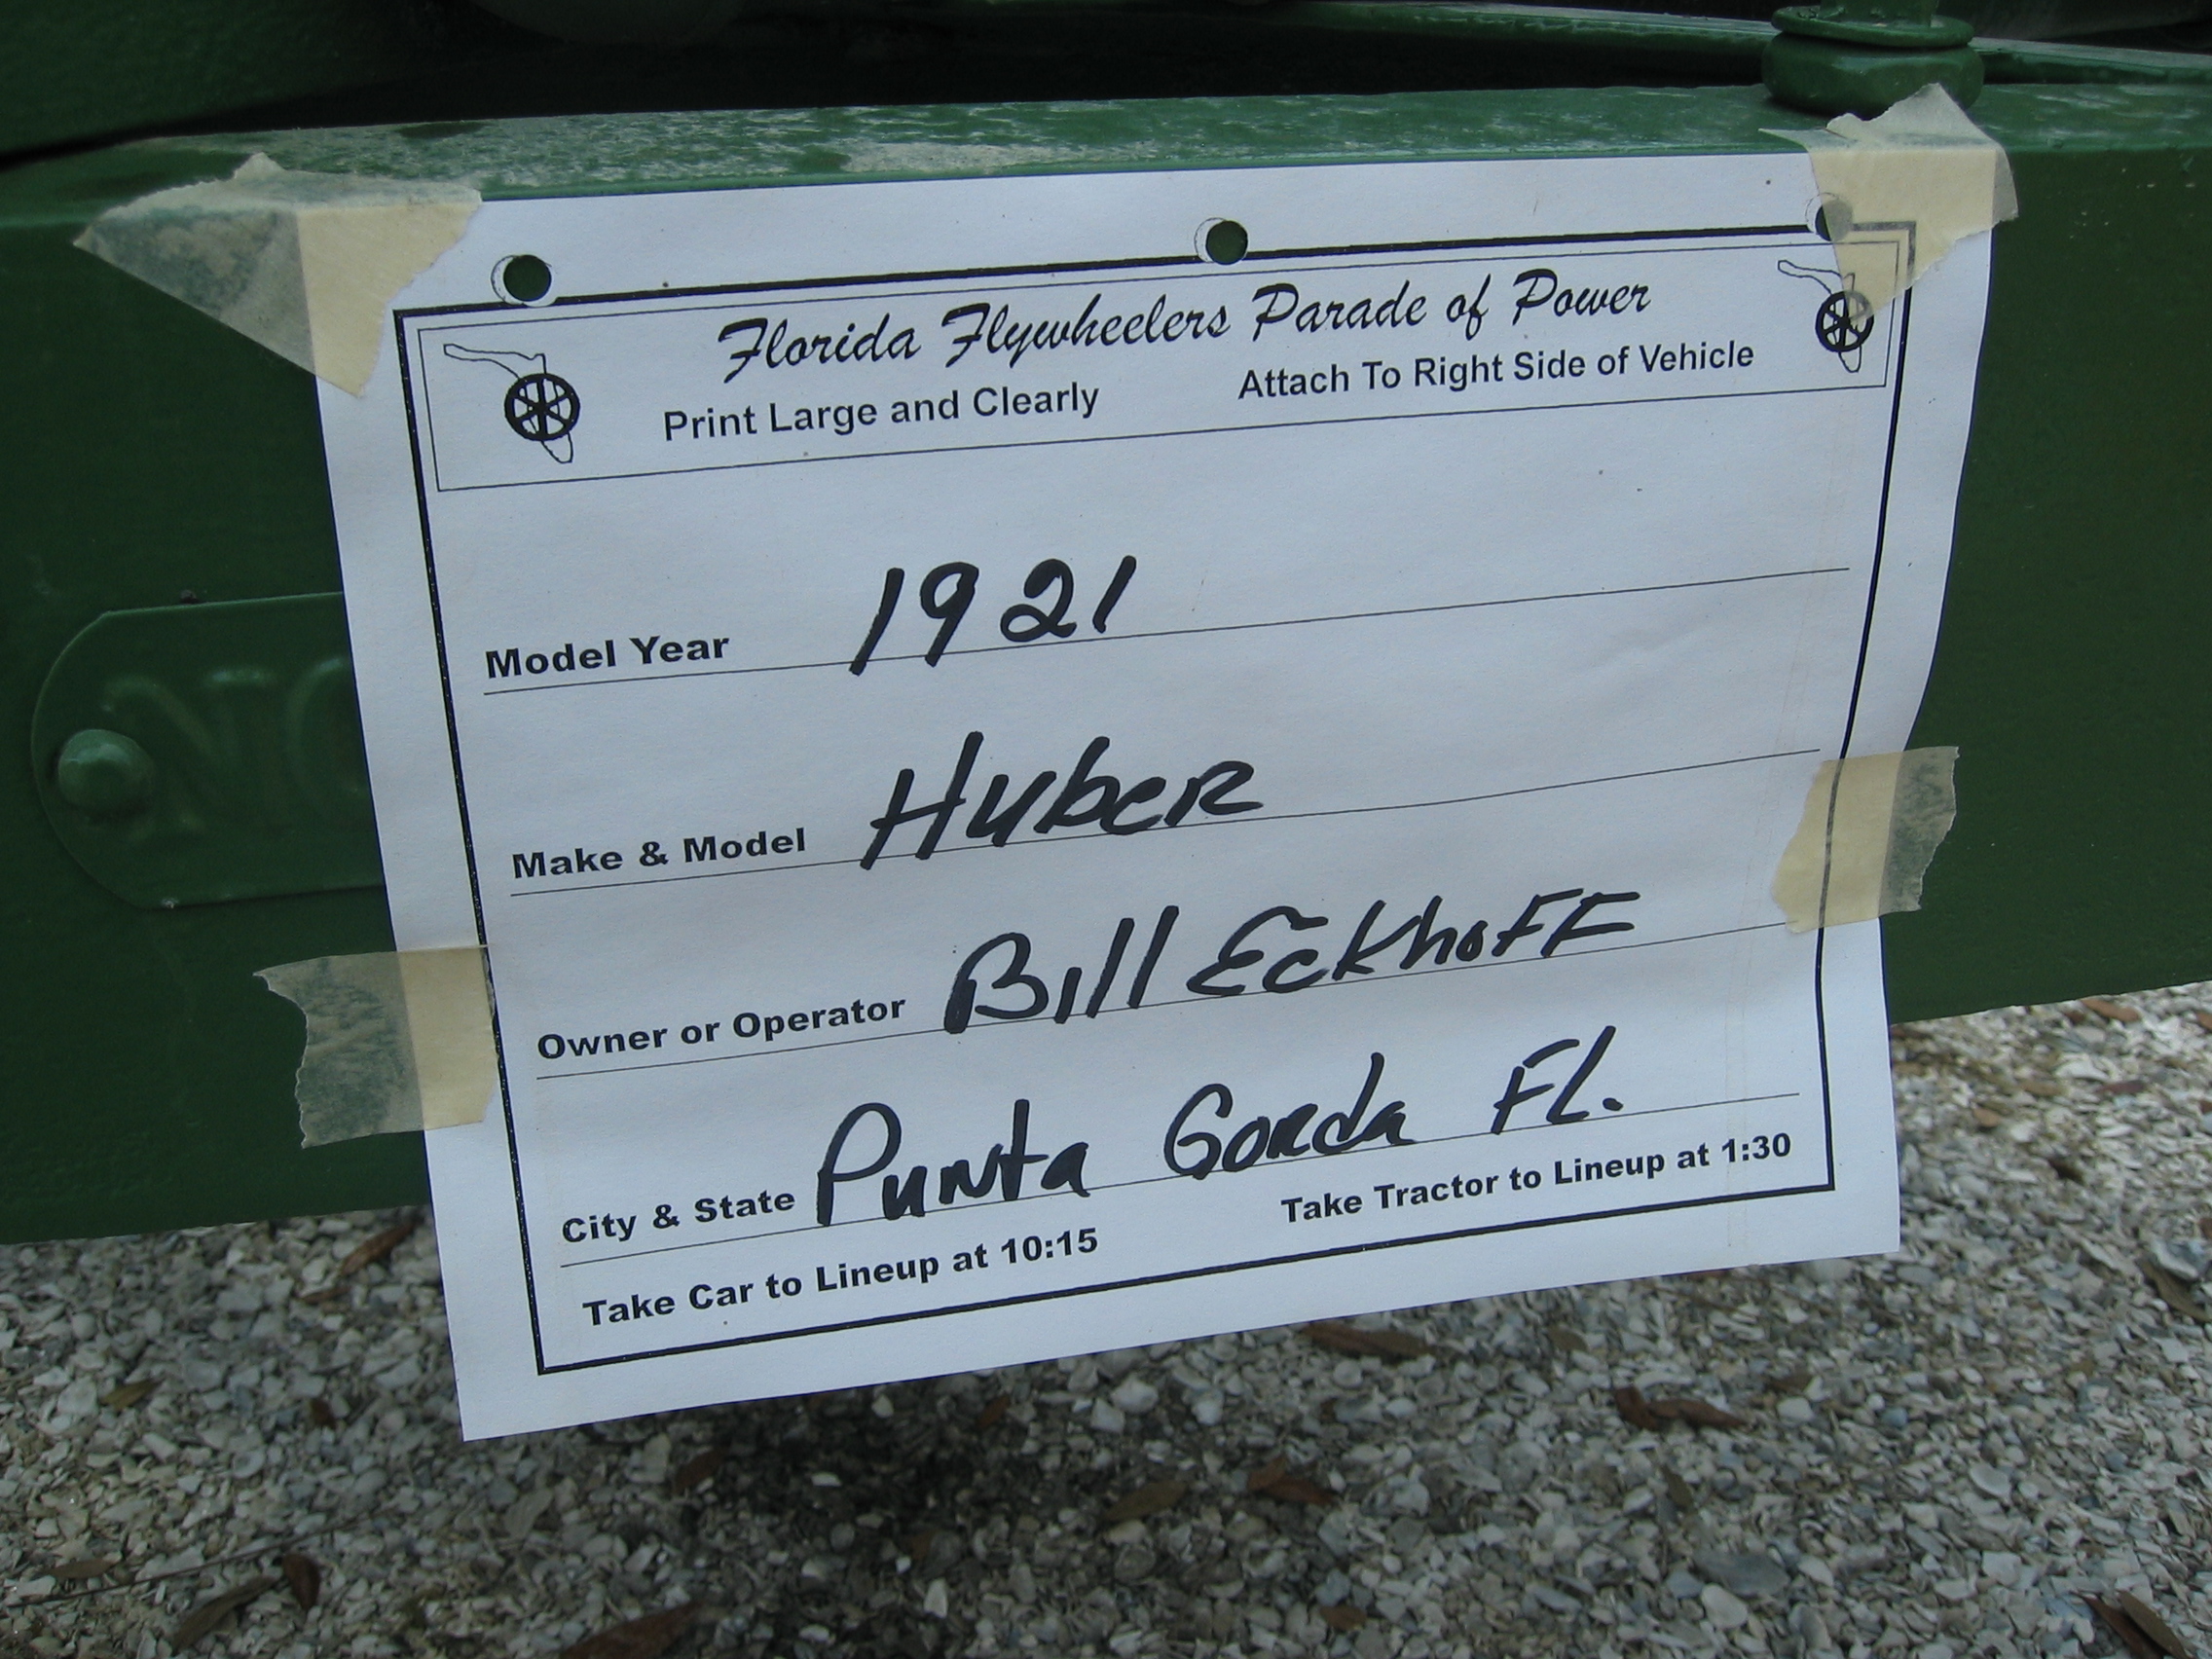 Florida Flywheelers Parade of Power
Print Large and Clearly Attach To Right Side of Vehicle
Model Year 1921
Make & Model Huber
Owner or Operator Bill Eckhoff
City & State Punta Gorda FL.
Take Car to Lineup at 10:15 Take Tractor to Lineup at 1:30